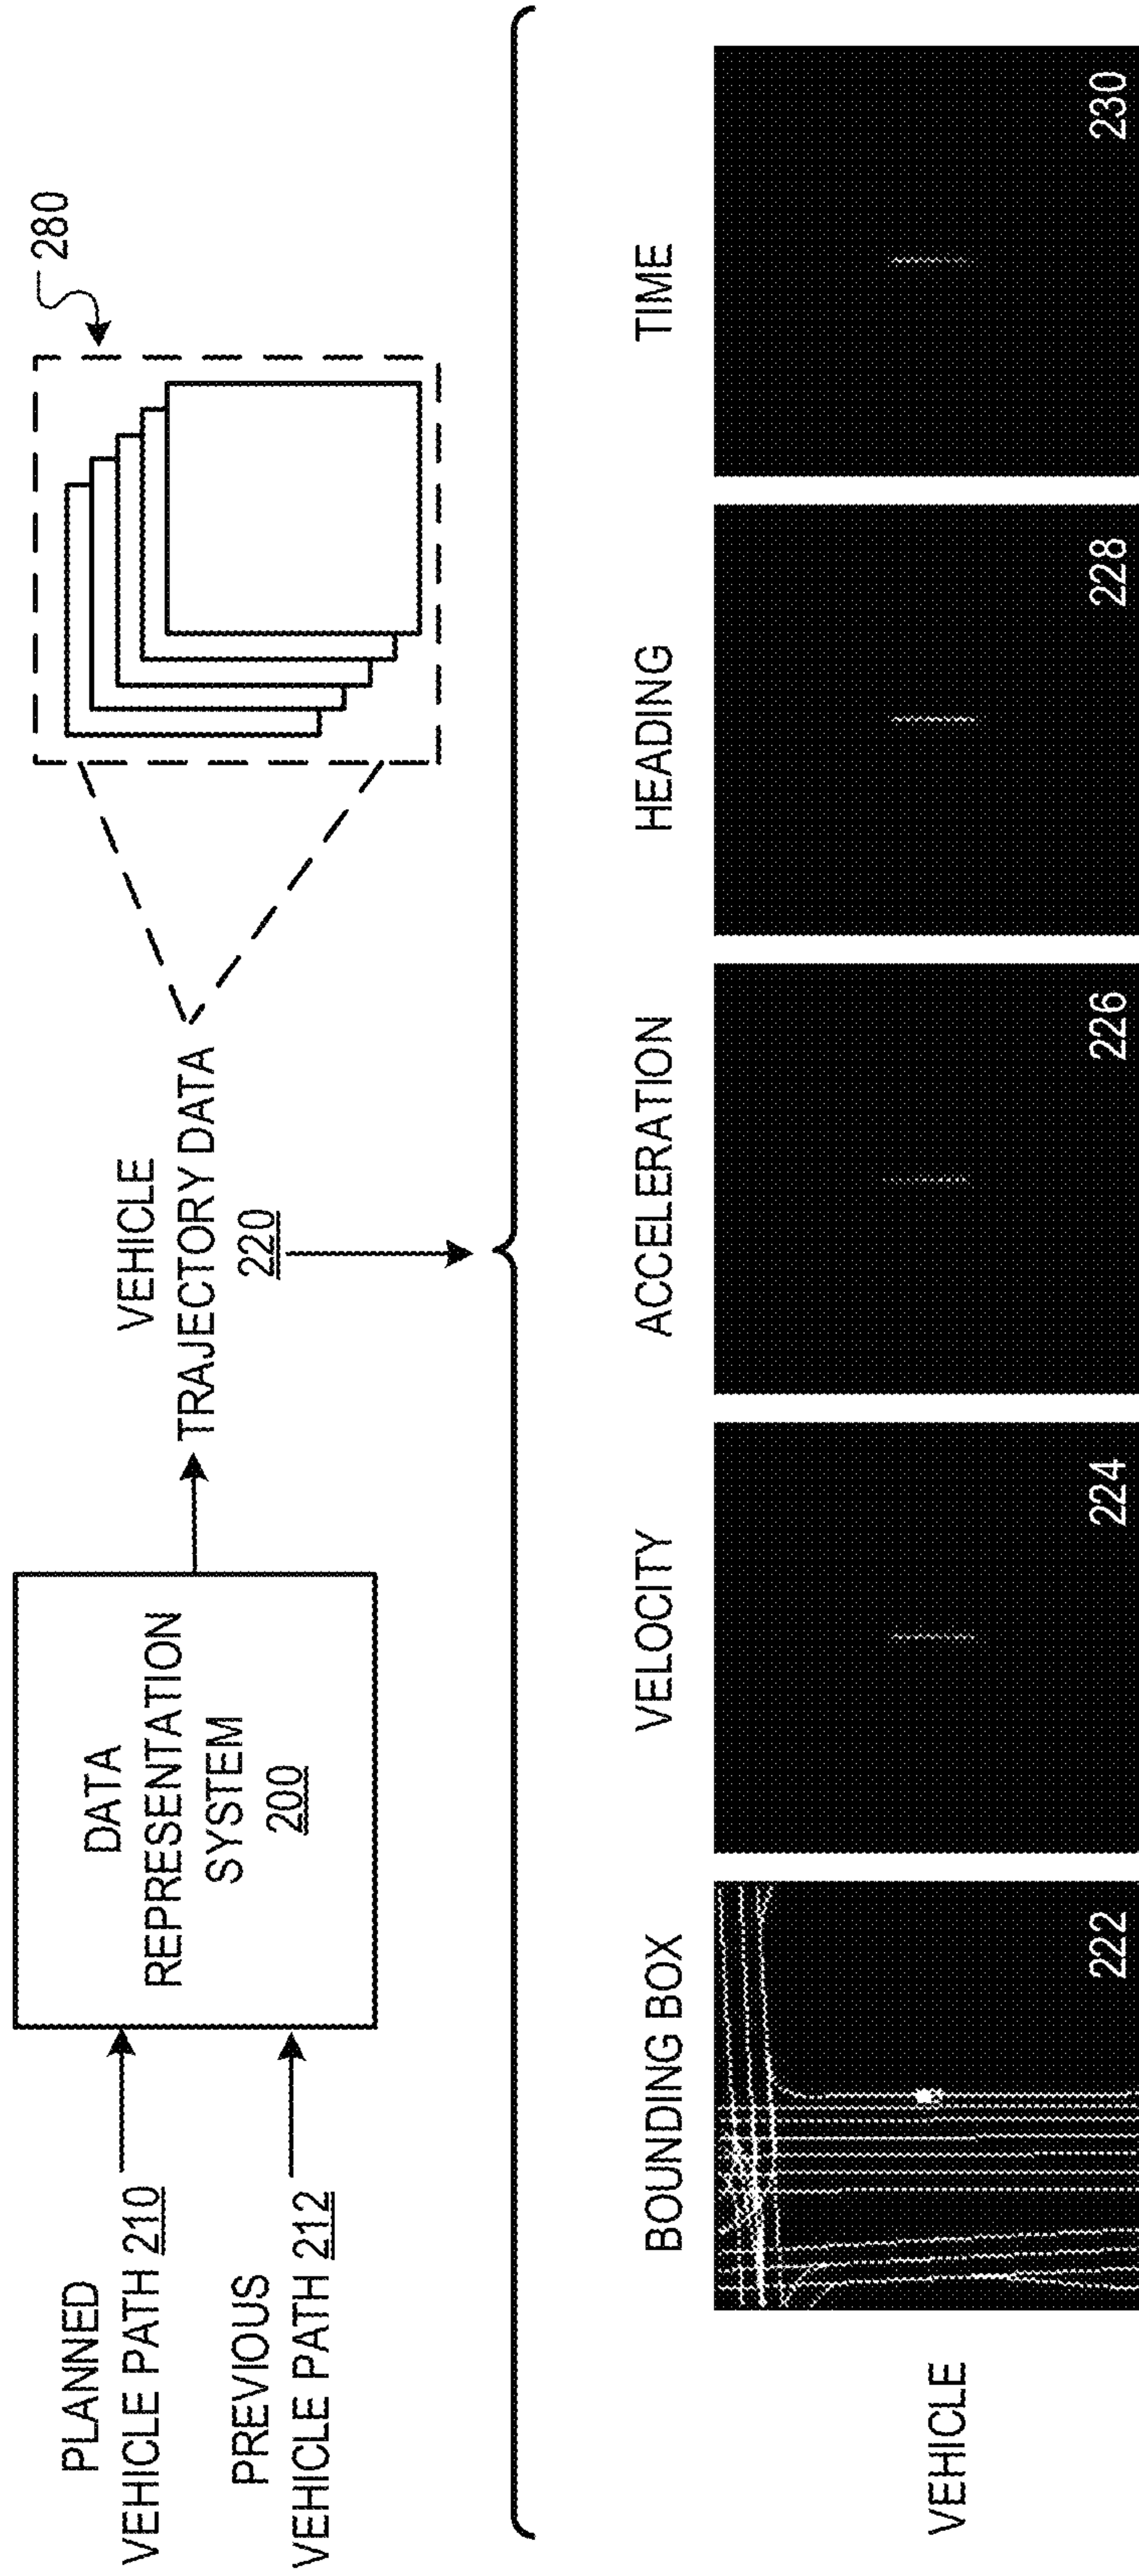 PLANNED
VEHICLE PATH 210
PREVIOUS
VEHICLE PATH 212
DATA
REPRESENTATION
SYSTEM
200
VEHICLE
TRAJECTORY DATA
220
280
BOUNDING BOX
VELOCITY
ACCELERATION
HEADING
TIME
VEHICLE
222
224
226
228
230